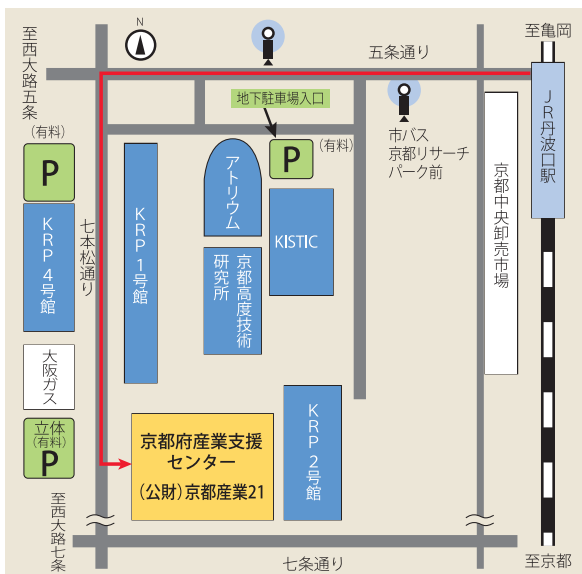 至西大路五条
N
五条通り
至亀岡
JR丹波口駅
(有料)
P
地下駐車場入口
P
(有料)
市バス
京都リサーチ
パーク前
京都中央卸売市場
アトリウム
KRP4号館
七本松通り
KRP1号館
KISTIC
京都高度技術
研究所
大阪ガス
立体
(有料)
P
京都府産業支援
センター
(公財)京都産業21
KRP2号館
至西大路七条
七条通り
至京都